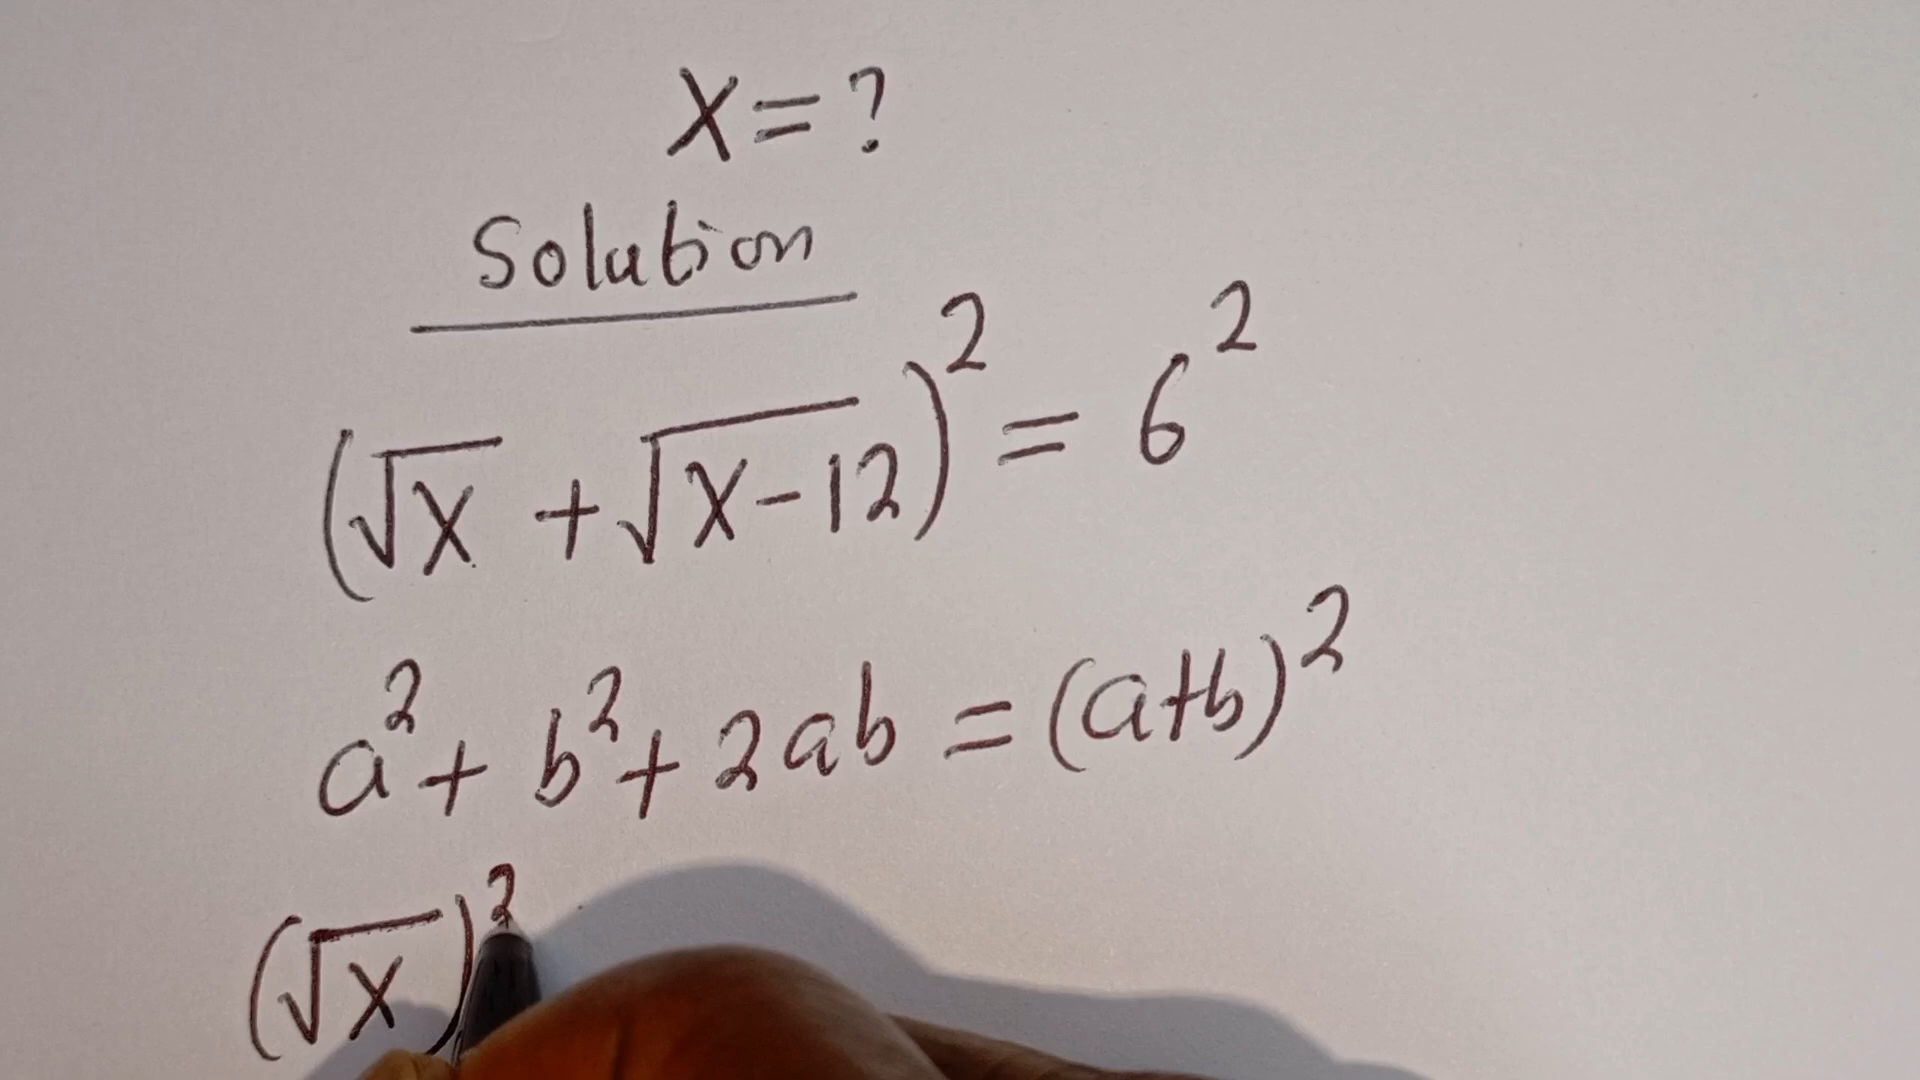 X = ?
Solution
(√X + √X-12)² = 6²
a² + b² + 2ab = (a+b)²
(√X)²